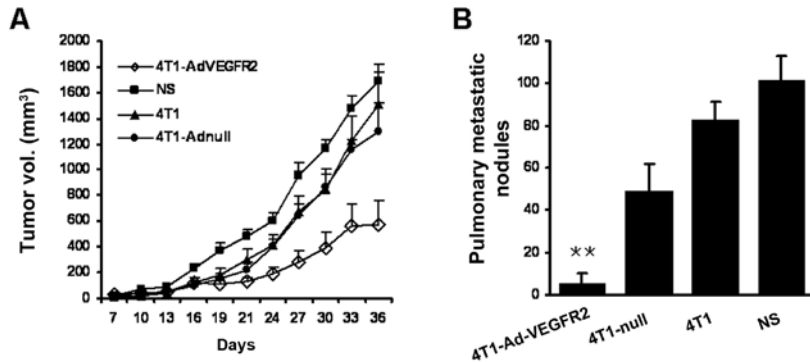 A
Tumor vol. (mm³)
2000
1800
1600
1400
1200
1000
800
600
400
200
0
4T1-AdVEGFR2
NS
4T1
4T1-Adnull
7 10 13 16 19 21 24 27 30 33 36
Days
B
Pulmonary metastatic
nodules
120
100
80
60
40
20
0
**
4T1-Ad-VEGFR2
4T1-null
4T1
NS